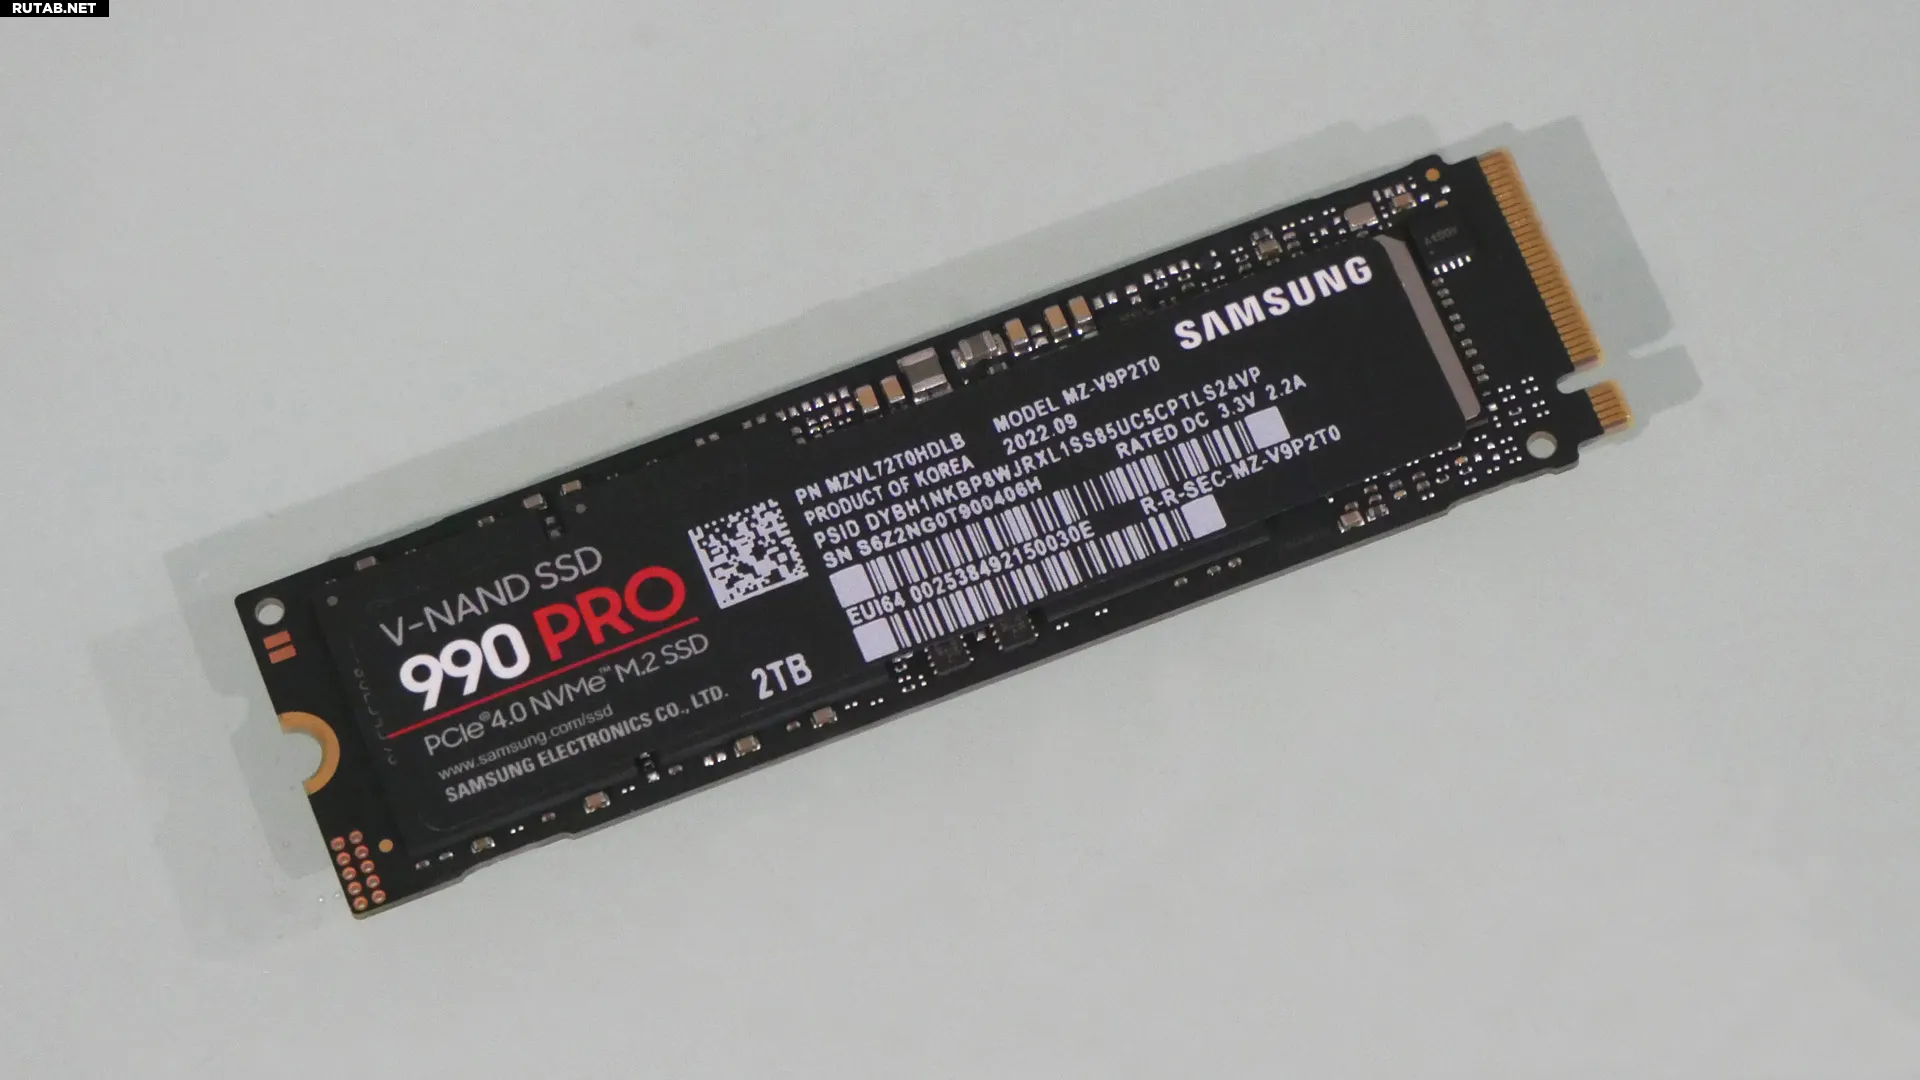 RUTAB.NET
SAMSUNG
PN MZVL72T0HDLB MODEL MZ-V9P2T0
PRODUCT OF KOREA 2022.09
PSID DYBH1NKBP8WJRXL1SS85UC5CPTLS24VP
SN S6Z2NG0T900406H RATED DC 3.3V 2.2A
EUI64 002538492150030E R-R-SEC-MZ-V9P2T0
V-NAND SSD
990 PRO
PCIe®4.0 NVMe™ M.2 SSD
www.samsung.com/ssd
SAMSUNG ELECTRONICS CO., LTD.
2TB